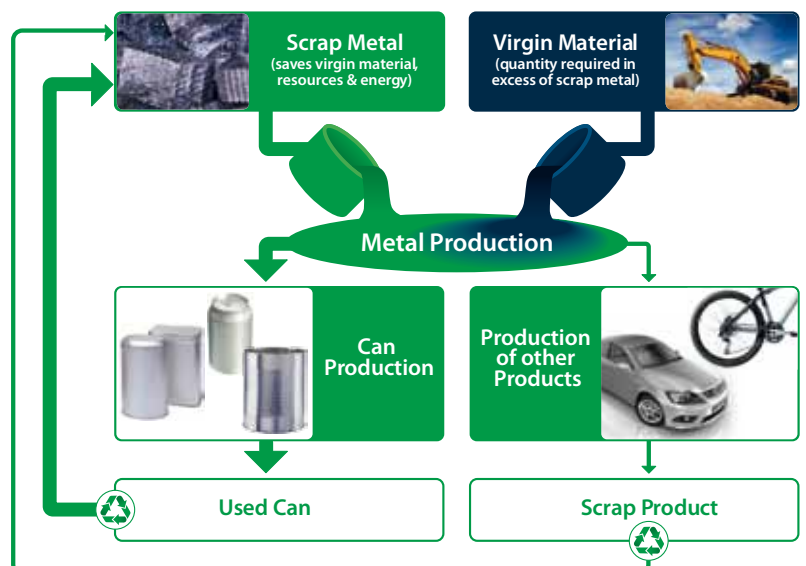 Scrap Metal
(saves virgin material,
resources & energy)
Virgin Material
(quantity required in
excess of scrap metal)
Metal Production
Can
Production
Production
of other
Products
Used Can
Scrap Product